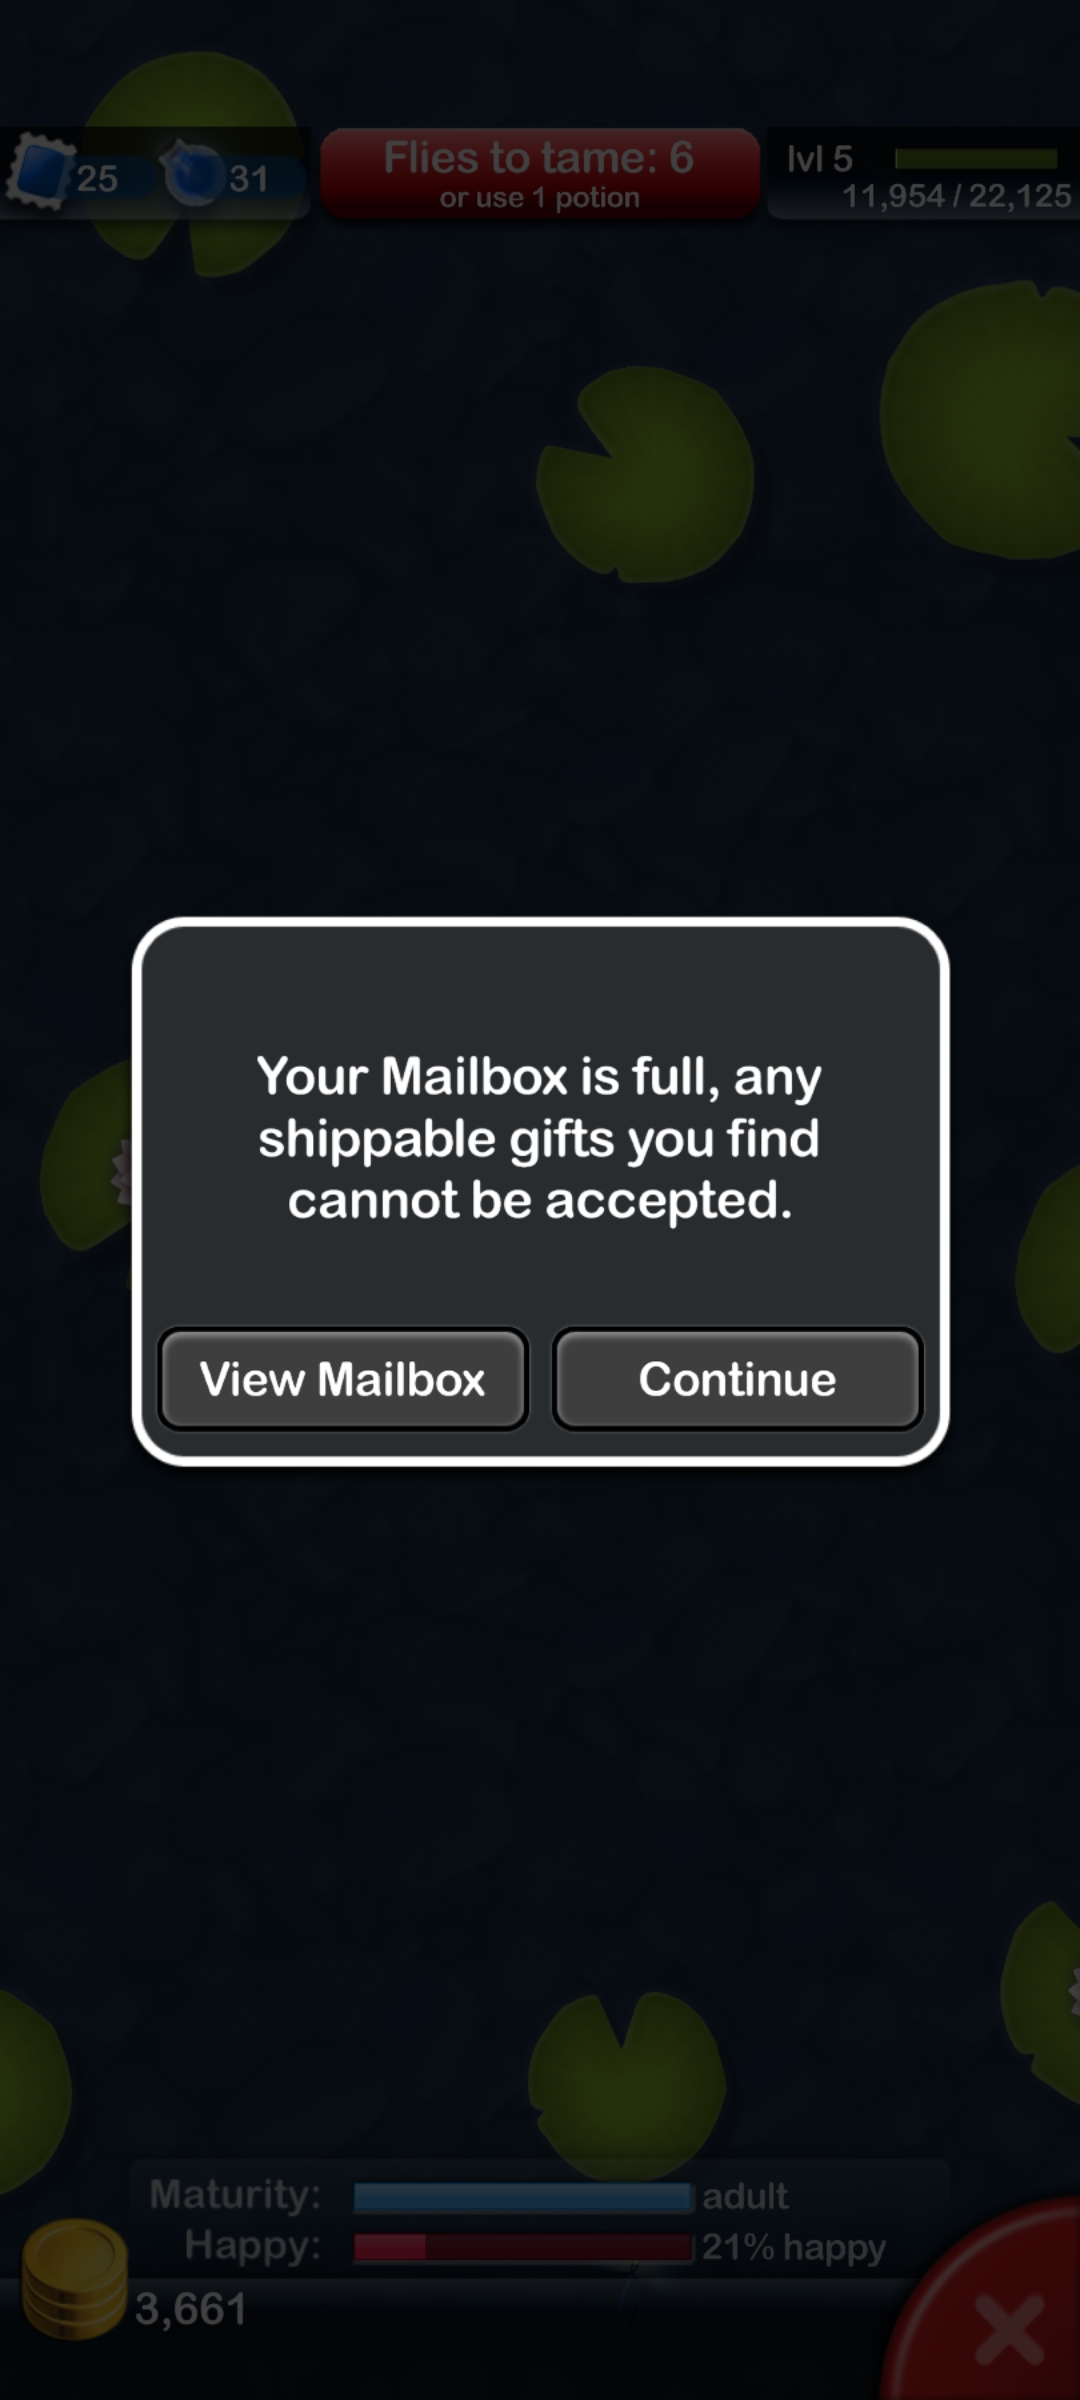 25
31
Flies to tame: 6
or use 1 potion
lvl 5
11,954 / 22,125
Your Mailbox is full, any
shippable gifts you find
cannot be accepted.
View Mailbox
Continue
Maturity:
adult
Happy:
21% happy
3,661